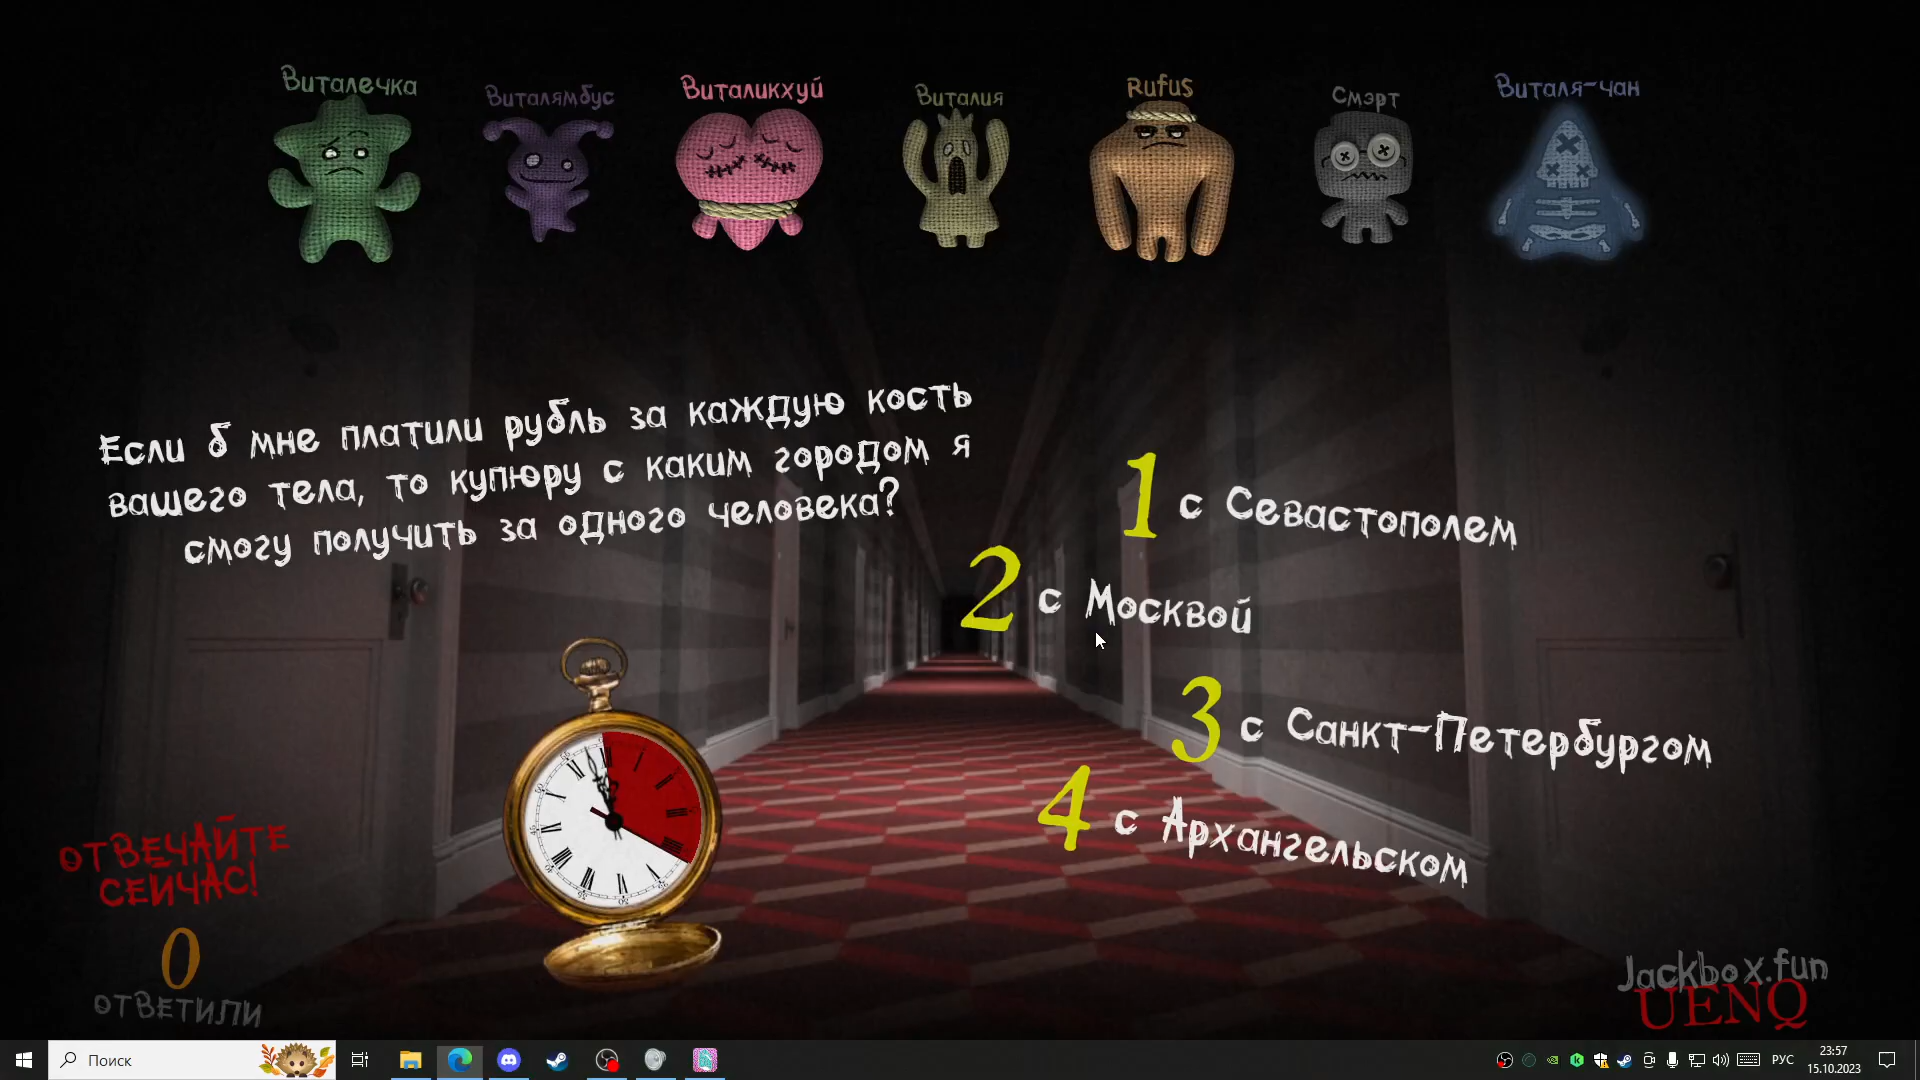 Виталечка
Виталямбус
Виталикхуй
Виталия
Rufus
Смэрт
Виталя-чан
Если б мне платили рубль за каждую кость
вашего тела, то купюру с каким городом я
смогу получить за одного человека?
1 с Севастополем
2 с Москвой
3 с Санкт-Петербургом
4 с Архангельском
ОТВЕЧАЙТЕ
СЕЙЧАС!
0
ОТВЕТИЛИ
Jackbox.fun
UENQ
Поиск
РУС
23:57
15.10.2023